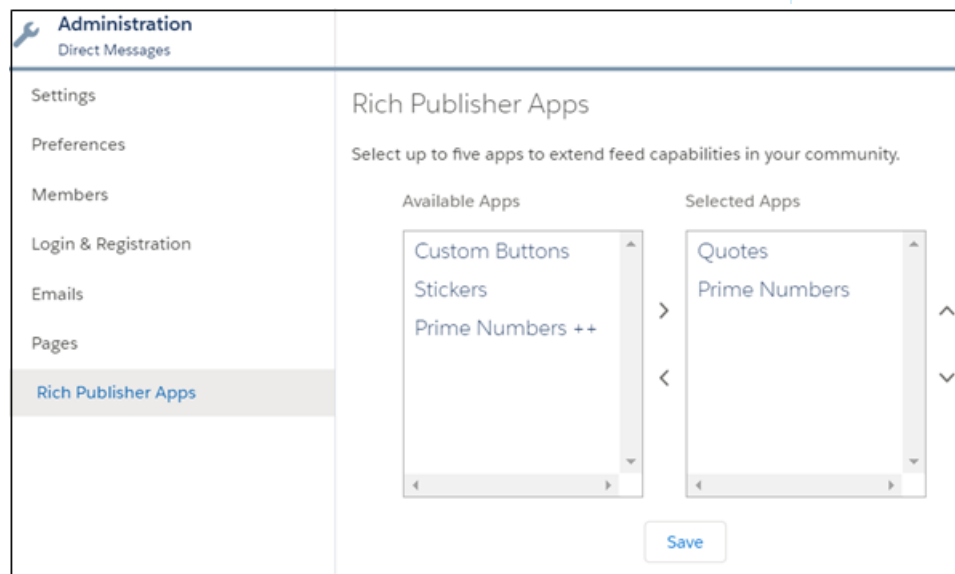 Administration
Direct Messages
Settings
Preferences
Members
Login & Registration
Emails
Pages
Rich Publisher Apps
Rich Publisher Apps
Select up to five apps to extend feed capabilities in your community.
Available Apps
Custom Buttons
Stickers
Prime Numbers ++
Selected Apps
Quotes
Prime Numbers
Save